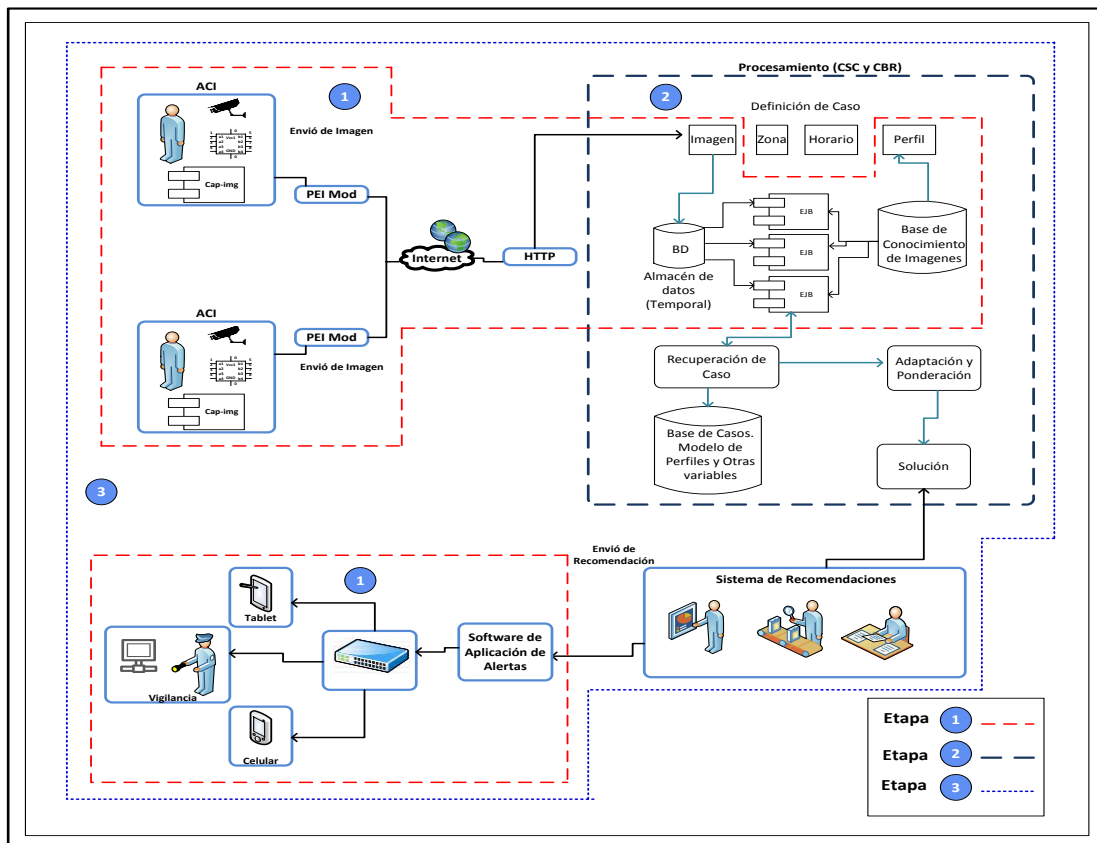 Procesamiento (CSC y CBR)
ACI
1
Envió de Imagen
Cap-img
PEI Mod
2
Definición de Caso
Imagen
Zona
Horario
Perfil
Internet
HTTP
BD
Almacén de
datos
(Temporal)
EJB
EJB
EJB
Base de
Conocimiento
de Imagenes
ACI
PEI Mod
Envió de Imagen
Cap-img
Recuperación de
Caso
Adaptación y
Ponderación
Base de Casos.
Modelo de
Perfiles y Otras
variables
Solución
3
Envió de
Recomendación
Sistema de Recomendaciones
1
Tablet
Vigilancia
Celular
Software de
Aplicación de
Alertas
Etapa 1
Etapa 2
Etapa 3